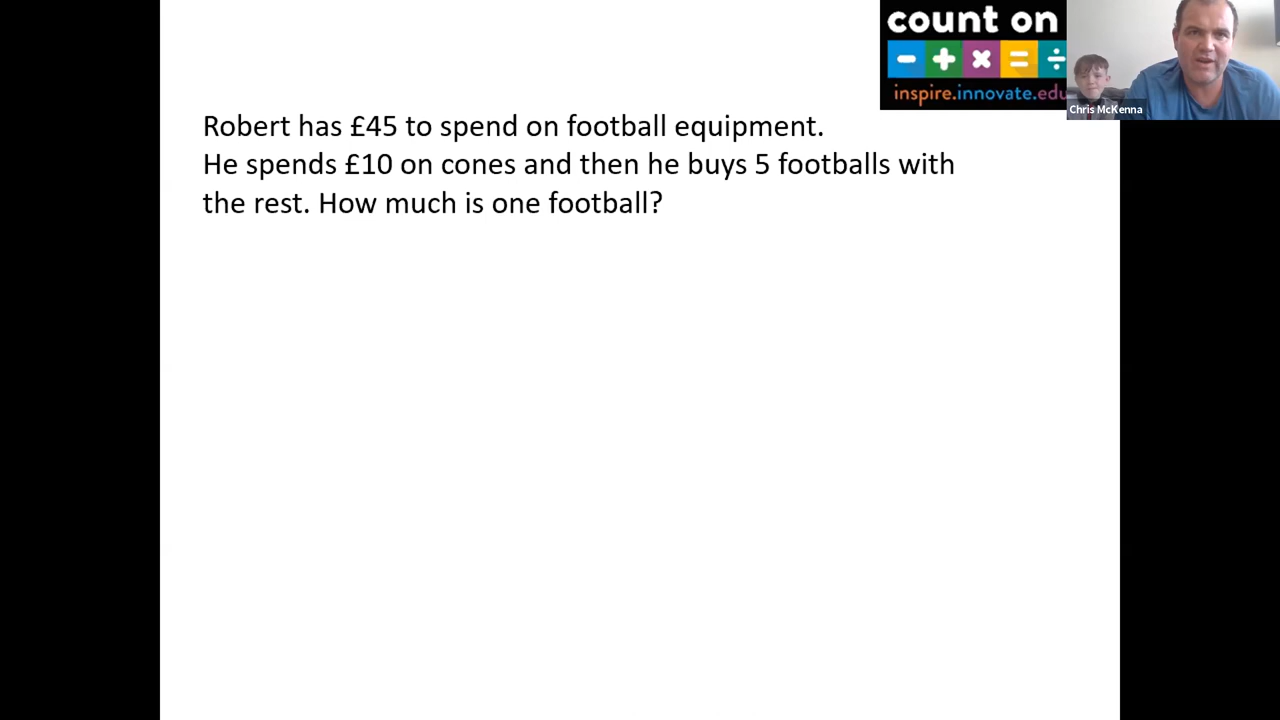 count on
- + × = ÷
inspire.innovate.edu
Chris McKenna
Robert has £45 to spend on football equipment.
He spends £10 on cones and then he buys 5 footballs with
the rest. How much is one football?